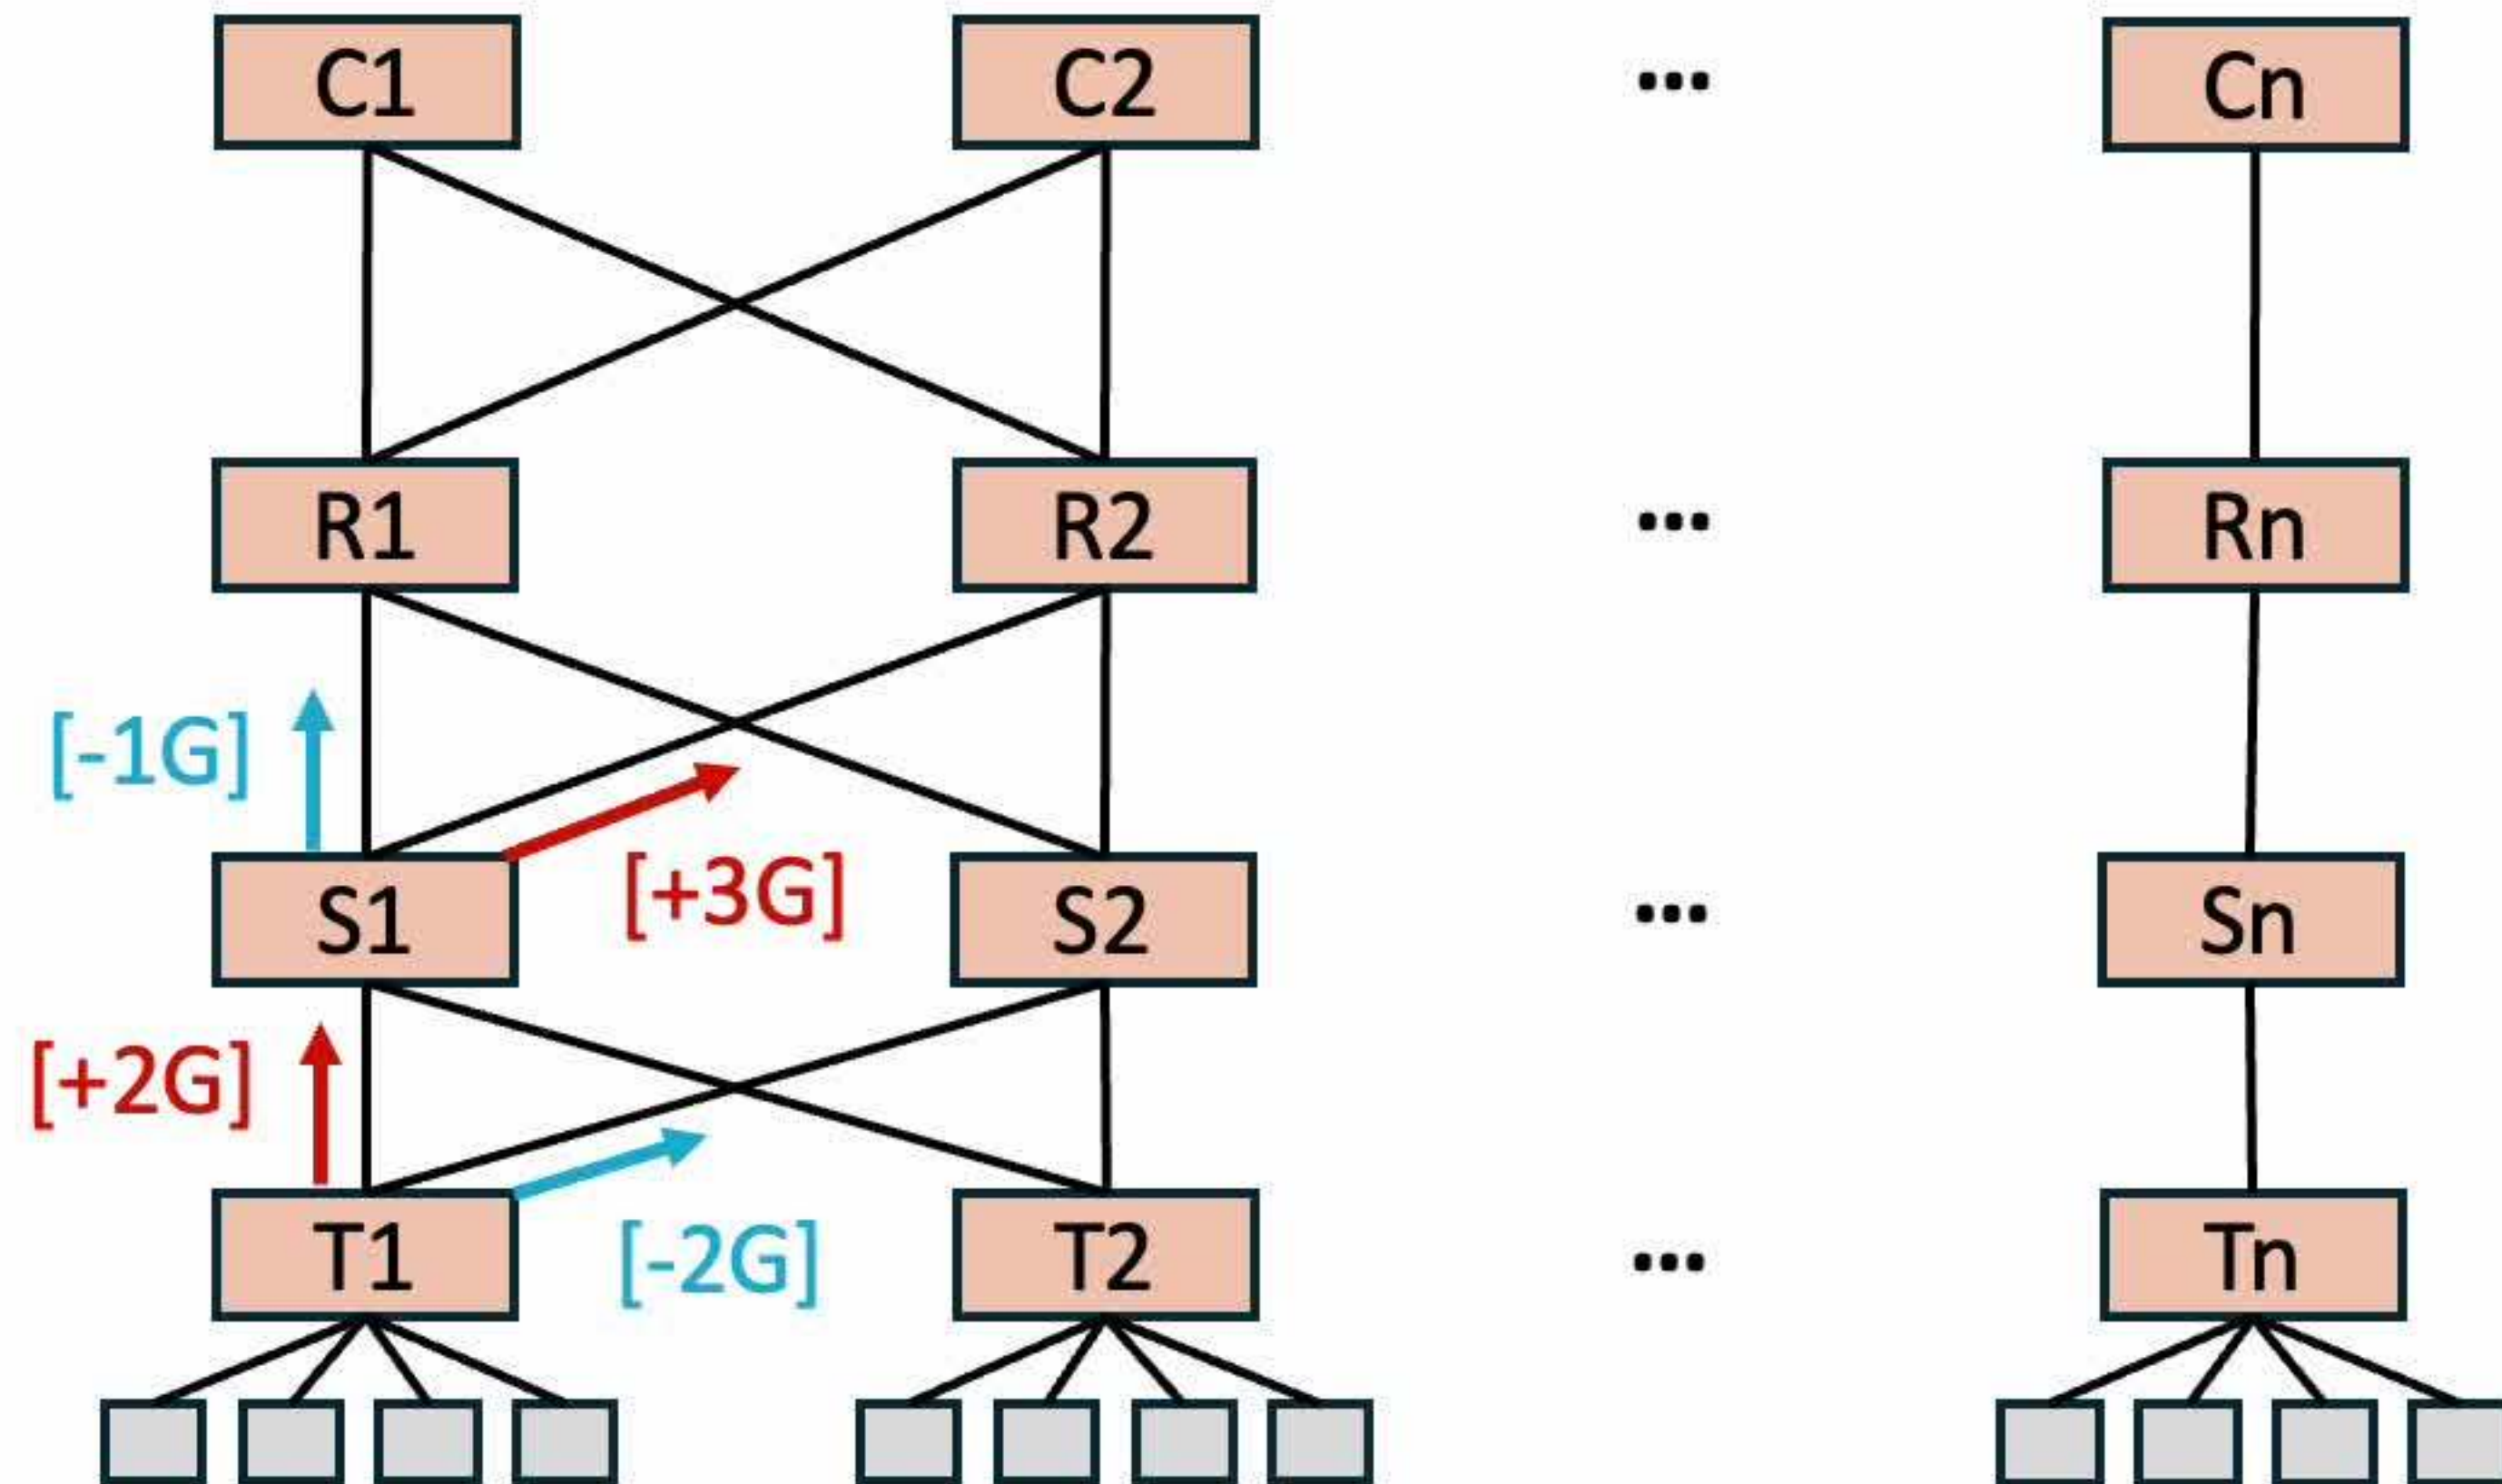 C1 C2 ... Cn
R1 R2 ... Rn
[-1G]
[+3G]
S1 S2 ... Sn
[+2G]
[-2G]
T1 T2 ... Tn